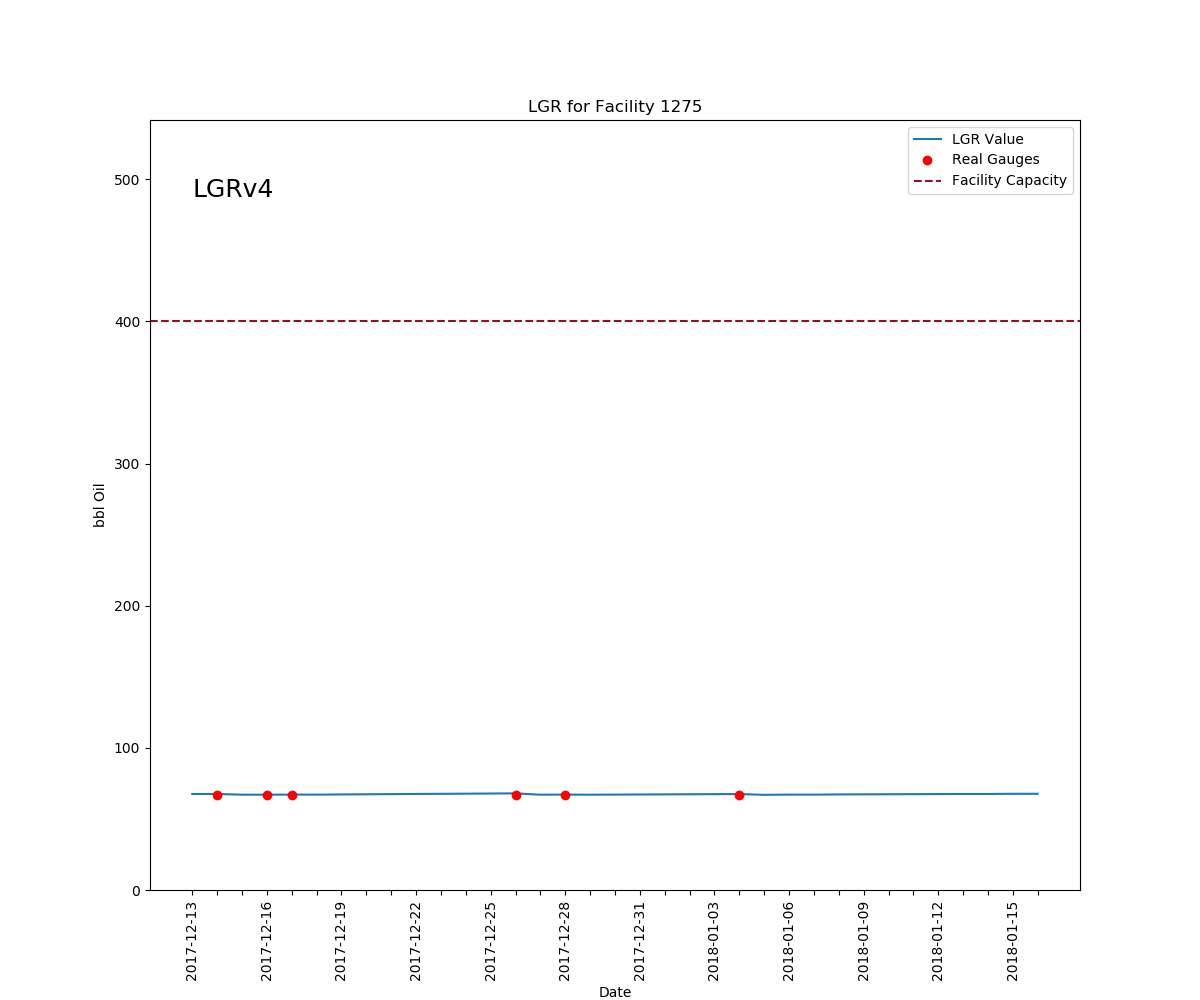 LGR for Facility 1275
LGRv4
LGR Value
Real Gauges
Facility Capacity
500
400
300
200
100
0
bbl Oil
2017-12-13
2017-12-16
2017-12-19
2017-12-22
2017-12-25
2017-12-28
2017-12-31
2018-01-03
2018-01-06
2018-01-09
2018-01-12
2018-01-15
Date